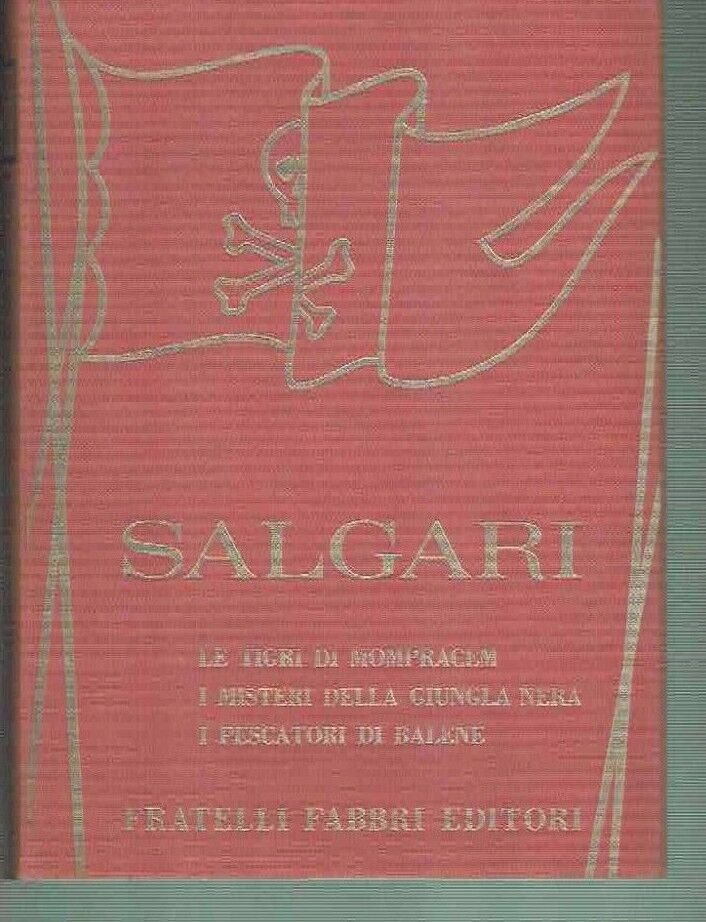 SALGARI
LE TIGRI DI MOMPRACEM
I MISTERI DELLA GIUNGLA NERA
I PESCATORI DI BALENE
FRATELLI FABBRI EDITORI